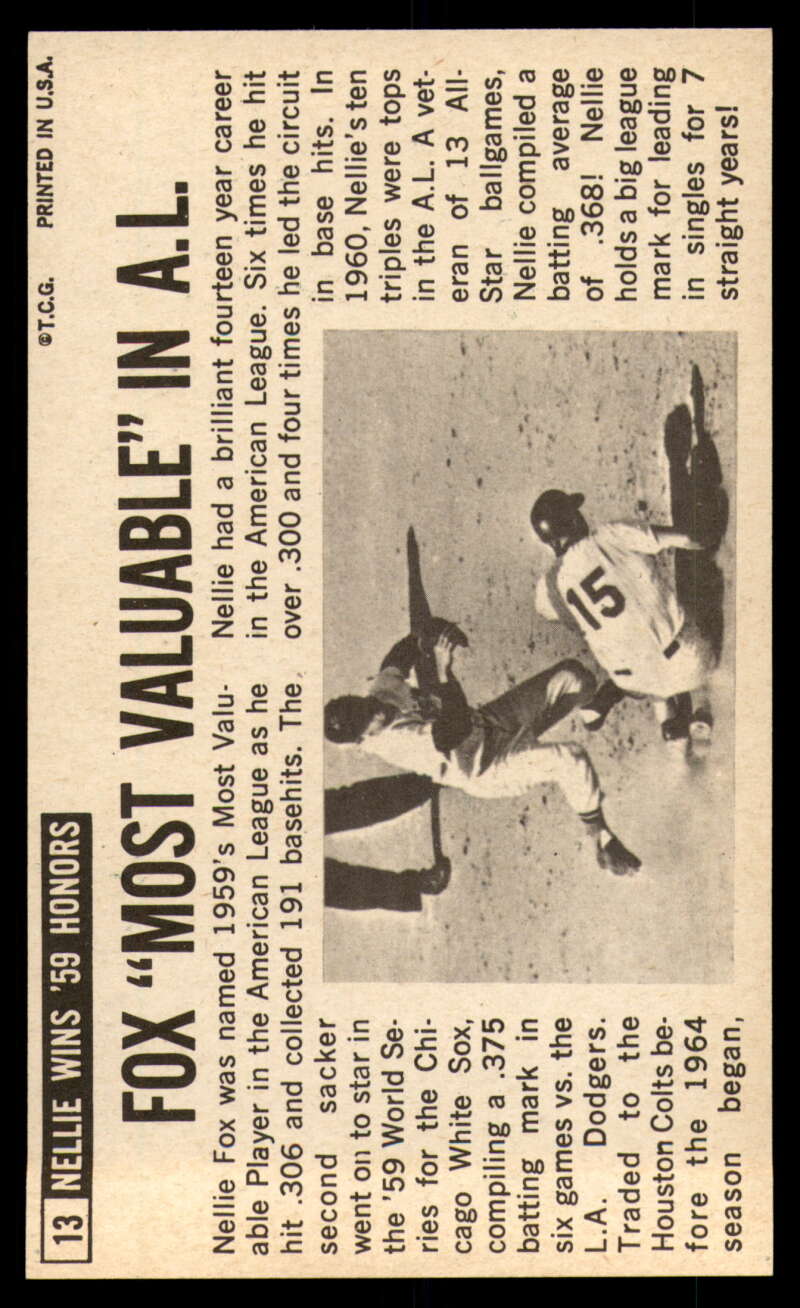 13 NELLIE WINS '59 HONORS
©T.C.G. PRINTED IN U.S.A.
FOX “MOST VALUABLE” IN A.L.
Nellie Fox was named 1959's Most Valu-
able Player in the American League as he
hit .306 and collected 191 basehits. The
second sacker
went on to star in
the '59 World Se-
ries for the Chi-
cago White Sox,
compiling a .375
batting mark in
six games vs. the
L.A. Dodgers.
Traded to the
Houston Colts be-
fore the 1964
season began,
Nellie had a brilliant fourteen year career
in the American League. Six times he hit
over .300 and four times he led the circuit
in base hits. In
1960, Nellie's ten
triples were tops
in the A.L. A vet-
eran of 13 All-
Star ballgames,
Nellie compiled a
batting average
of .368! Nellie
holds a big league
mark for leading
in singles for 7
straight years!
15